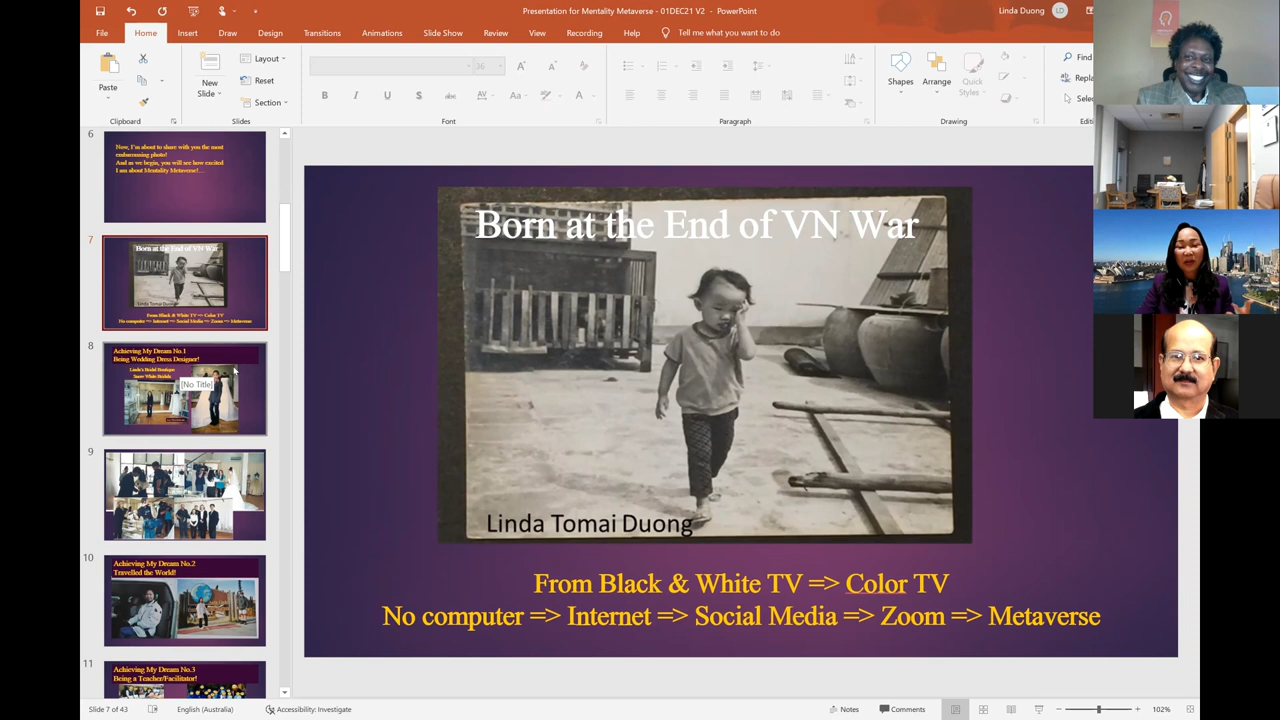 Presentation for Mentality Metaverse - 01DEC21 V2 - PowerPoint
Linda Duong
LD
File
Home
Insert
Draw
Design
Transitions
Animations
Slide Show
Review
View
Recording
Help
Tell me what you want to do
Paste
Clipboard
New
Slide
Layout
Reset
Section
Slides
36
B
I
U
S
abc
AV
Aa
A
Font
Paragraph
Shapes
Arrange
Quick
Styles
Drawing
Find
Repla
Selec
Editi
6
Now, I'm about to share with you the most
embarrassing photo!
And as we begin, you will see how excited
I am about Mentality Metaverse!...
7
Born at the End of VN War
Linda Tomai Duong
From Black & White TV => Color TV
No computer => Internet => Social Media => Zoom => Metaverse
8
Achieving My Dream No.1
Being Wedding Dress Designer!
Linda's Bridal Boutique
Snow White Bridals
[No Title]
9
10
Achieving My Dream No.2
Travelled the World!
11
Achieving My Dream No.3
Being a Teacher/Facilitator!
Born at the End of VN War
Linda Tomai Duong
From Black & White TV => Color TV
No computer => Internet => Social Media => Zoom => Metaverse
Slide 7 of 43
English (Australia)
Accessibility: Investigate
Notes
Comments
102%